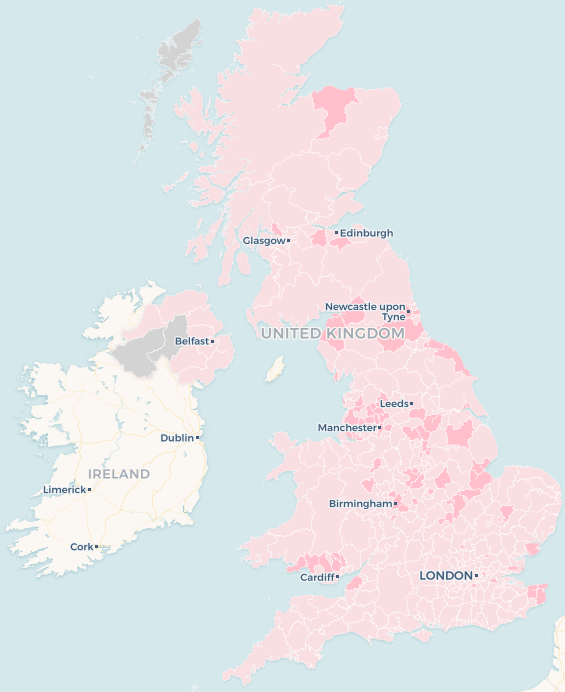 Glasgow
Edinburgh
Newcastle upon
Tyne
UNITED KINGDOM
Belfast
Leeds
Manchester
Dublin
IRELAND
Limerick
Birmingham
Cork
Cardiff
LONDON